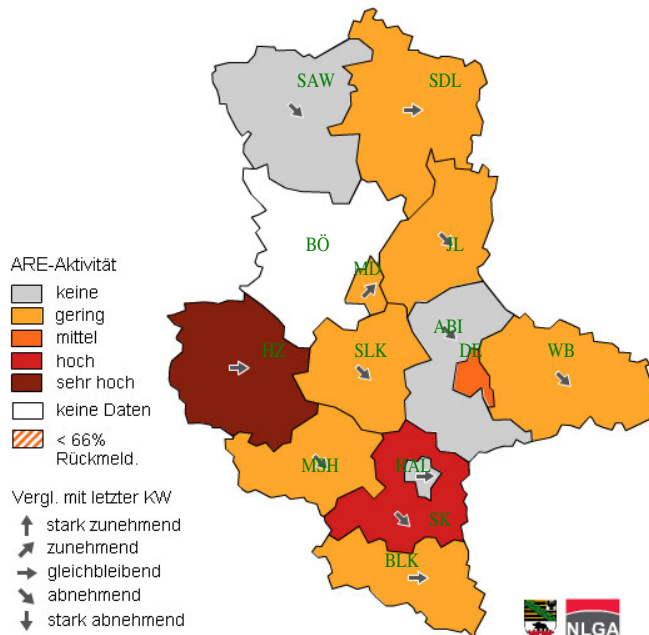 SAW
SDL
BÖ
MD
JL
ABI
HZ
SLK
DE
WB
MSH
HAL
SK
BLK
ARE-Aktivität
keine
gering
mittel
hoch
sehr hoch
keine Daten
< 66%
Rückmeld.
Vergl. mit letzter KW
stark zunehmend
zunehmend
gleichbleibend
abnehmend
stark abnehmend
NLGA